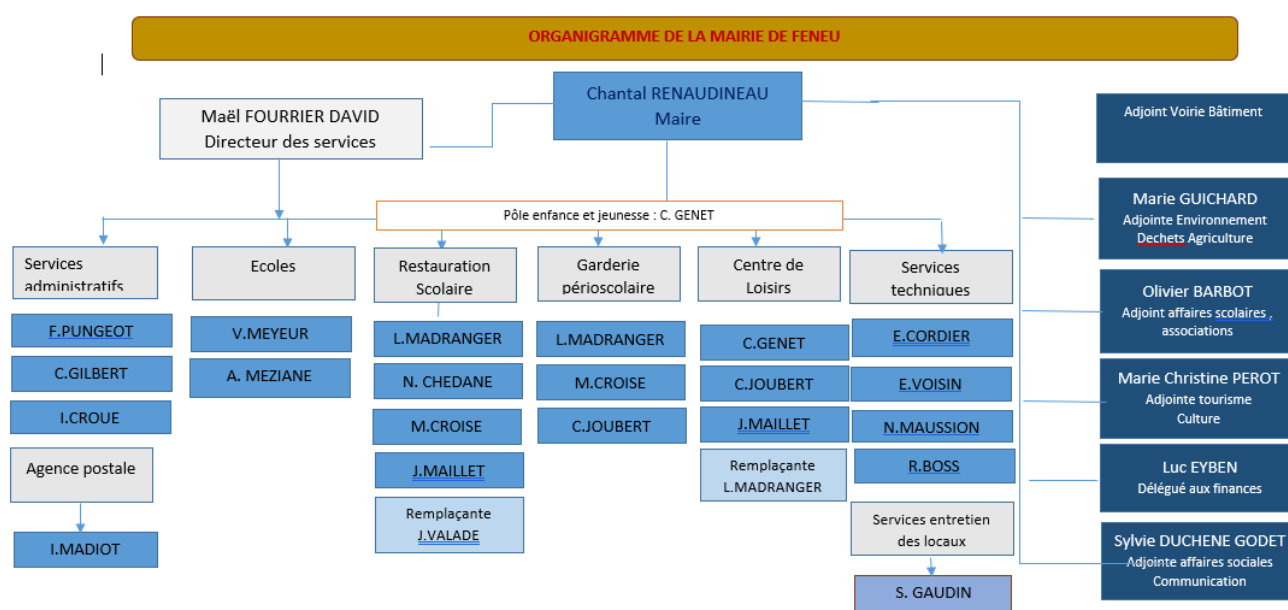 ORGANIGRAMME DE LA MAIRIE DE FENEU
Chantal RENAUDINEAU
Maire
Maël FOURRIER DAVID
Directeur des services
Pôle enfance et jeunesse : C. GENET
Services
administratifs
F.PUNGEOT
C.GILBERT
I.CROUE
Agence postale
I.MADIOT
Ecoles
V.MEYEUR
A. MEZIANE
Restauration
Scolaire
L.MADRANGER
N. CHEDANE
M.CROISE
J.MAILLET
Remplaçante
J.VALADE
Garderie
périoscolaire
L.MADRANGER
M.CROISE
C.JOUBERT
Centre de
Loisirs
C.GENET
C.JOUBERT
J.MAILLET
Remplaçante
L.MADRANGER
Services
techniques
E.CORDIER
E.VOISIN
N.MAUSSION
R.BOSS
Services entretien
des locaux
S. GAUDIN
Adjoint Voirie Bâtiment
Marie GUICHARD
Adjointe Environnement
Dechets Agriculture
Olivier BARBOT
Adjoint affaires scolaires ,
associations
Marie Christine PEROT
Adjointe tourisme
Culture
Luc EYBEN
Délégué aux finances
Sylvie DUCHENE GODET
Adjointe affaires sociales
Communication